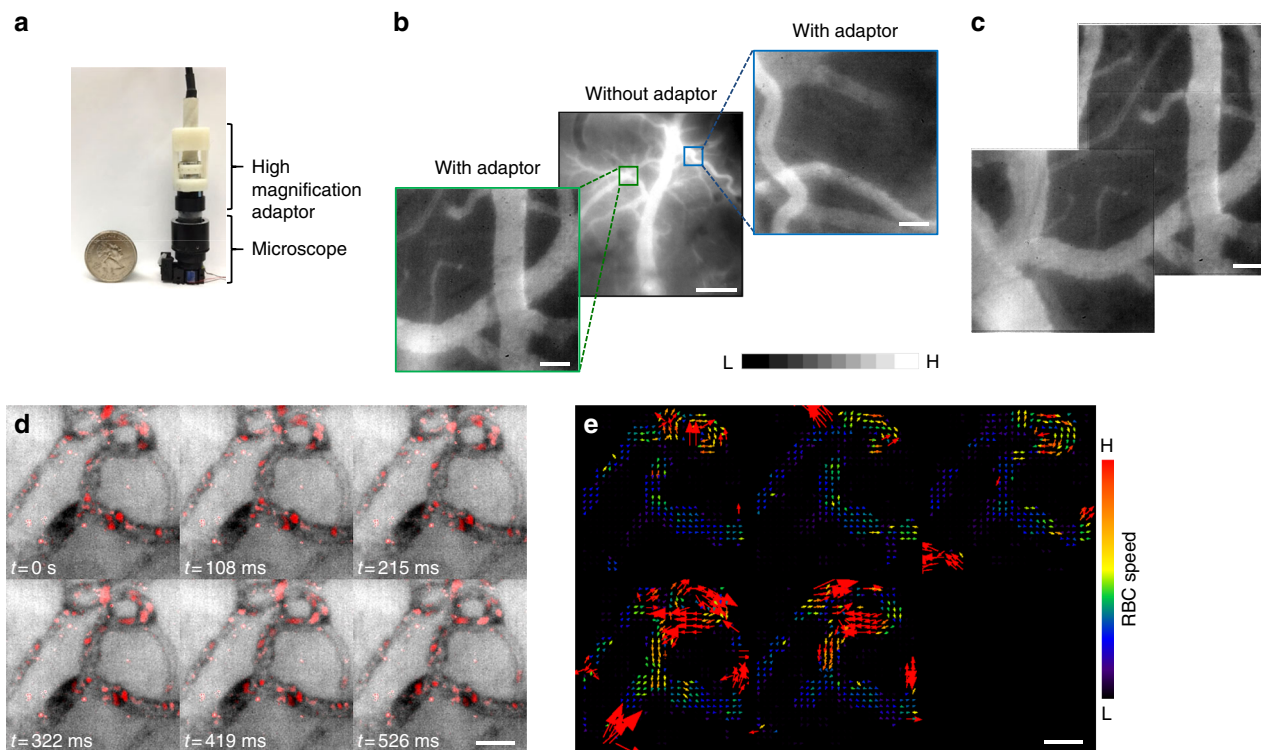 a
High
magnification
adaptor
Microscope
b
With adaptor
Without adaptor
With adaptor
L
H
c
d
t = 0 s
t = 108 ms
t = 215 ms
t = 322 ms
t = 419 ms
t = 526 ms
e
H
RBC speed
L